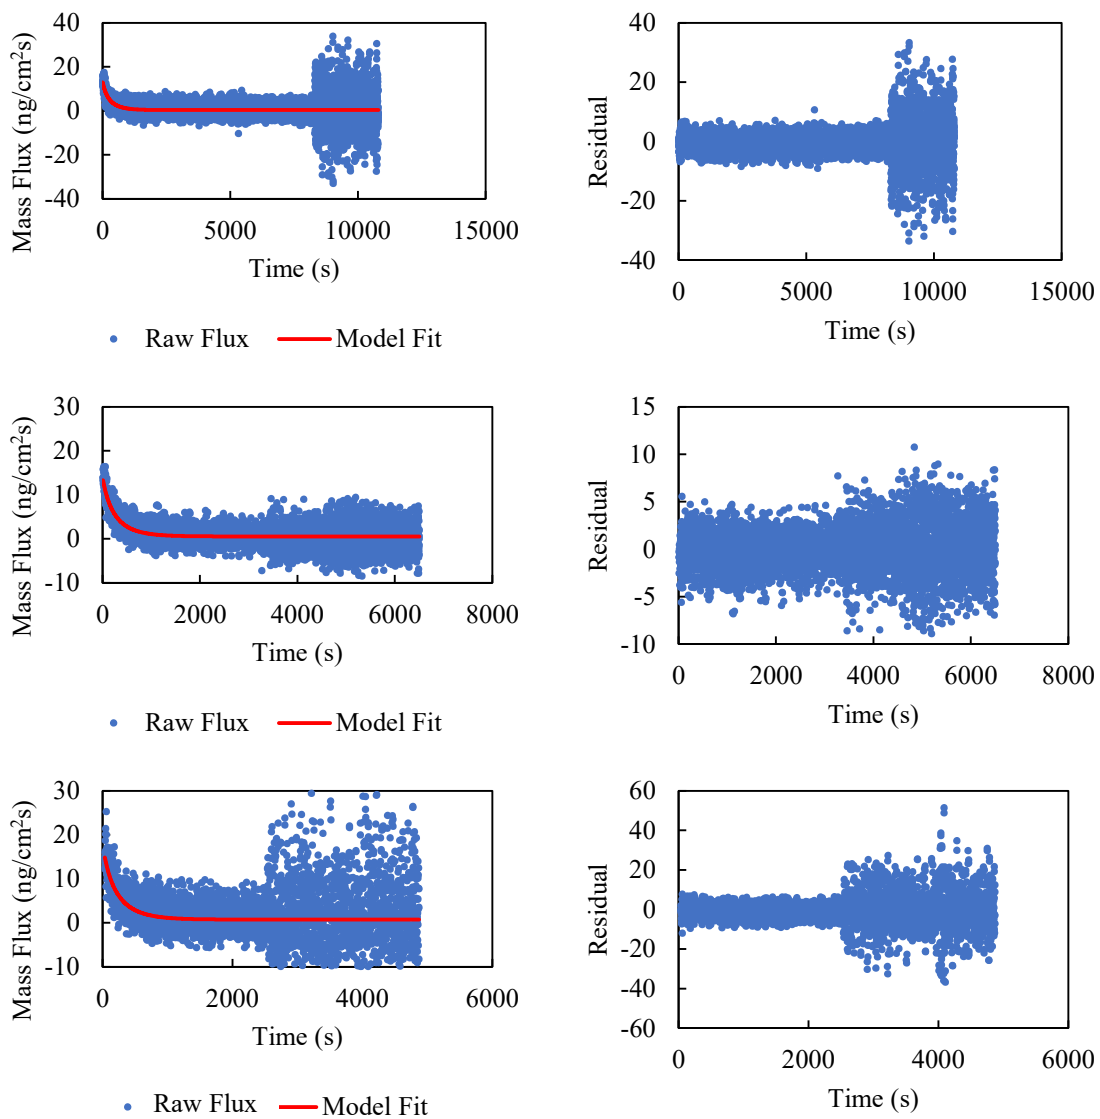 Mass Flux (ng/cm²s)
40
20
0
-20
-40
0 5000 10000 15000
Time (s)
Raw Flux Model Fit
Residual
40
20
0
-20
-40
0 5000 10000 15000
Time (s)
Mass Flux (ng/cm²s)
30
20
10
0
-10
0 2000 4000 6000 8000
Time (s)
Raw Flux Model Fit
Residual
15
10
5
0
-5
-10
0 2000 4000 6000 8000
Time (s)
Mass Flux (ng/cm²s)
30
20
10
0
-10
0 2000 4000 6000
Time (s)
Raw Flux Model Fit
Residual
60
40
20
0
-20
-40
-60
0 2000 4000 6000
Time (s)